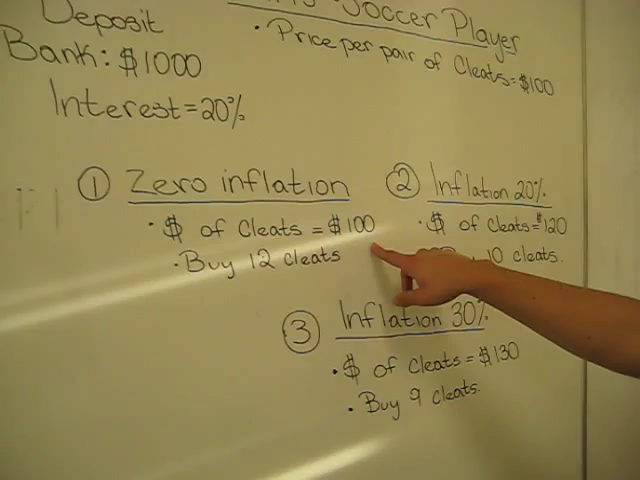 Deposit
Bank: $1000
Interest = 20%
Soccer Player
• Price per pair of Cleats = $100
① Zero inflation
• $ of Cleats = $100
• Buy 12 cleats
② Inflation 20%
• $ of Cleats = $120
10 cleats.
③ Inflation 30%
• $ of Cleats = $130
• Buy 9 cleats.